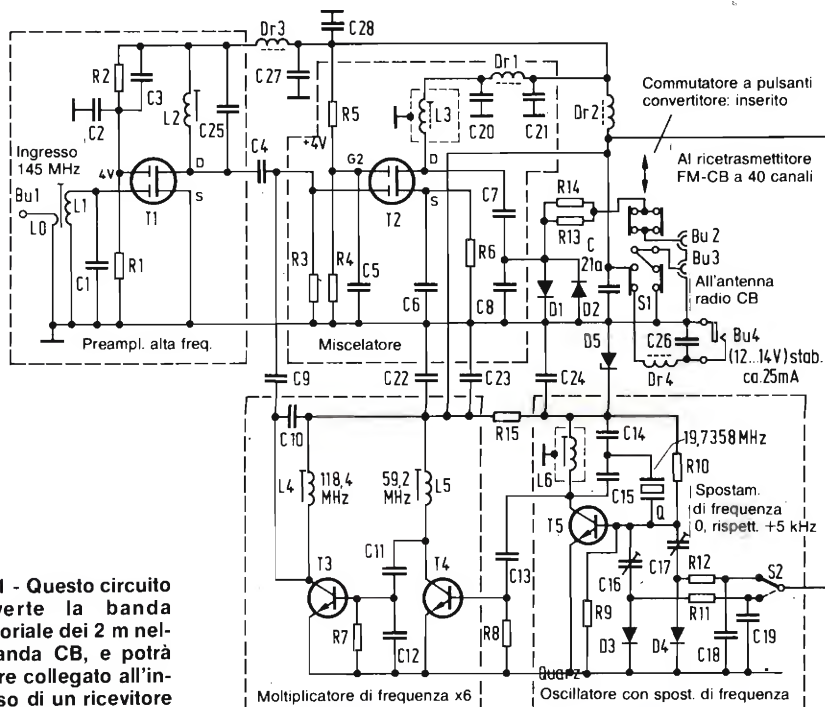 C28
Dr3
R2
C3
C2
L2
C25
C27
R5
+4V
L3
Dr1
C20
C21
Dr2
Commutatore a pulsanti
convertitore: inserito
Al ricetrasmettitore
FM-CB a 40 canali
Ingresso
145 MHz
Bu1
L0
L1
4V
D
S
T1
C4
G2
D
S
T2
C7
R14
R13
C
21a
Bu2
Bu3
All'antenna
radio CB
C1
R1
R3
R4
C5
C6
R6
C8
D1
D2
S1
C26
Bu4
(12...14V) stab.
ca.25mA
Dr4
D5
Preampl. alta freq.
Miscelatore
C9
C22
C23
C24
C10
R15
L4
118,4
MHz
59,2
MHz
L5
L6
C14
C15
19,7358MHz
R10
Q
Spostam.
di frequenza
0, rispett. +5 kHz
T3
C11
T4
C13
T5
C16
C17
R12
R11
S2
R7
C12
R8
R9
D3
D4
C18
C19
Quarz
Moltiplicatore di frequenza x6
Oscillatore con spost. di frequenza
1 - Questo circuito
verte la banda
toriale dei 2 m nel-
anda CB, e potrà
re collegato all'in-
so di un ricevitore